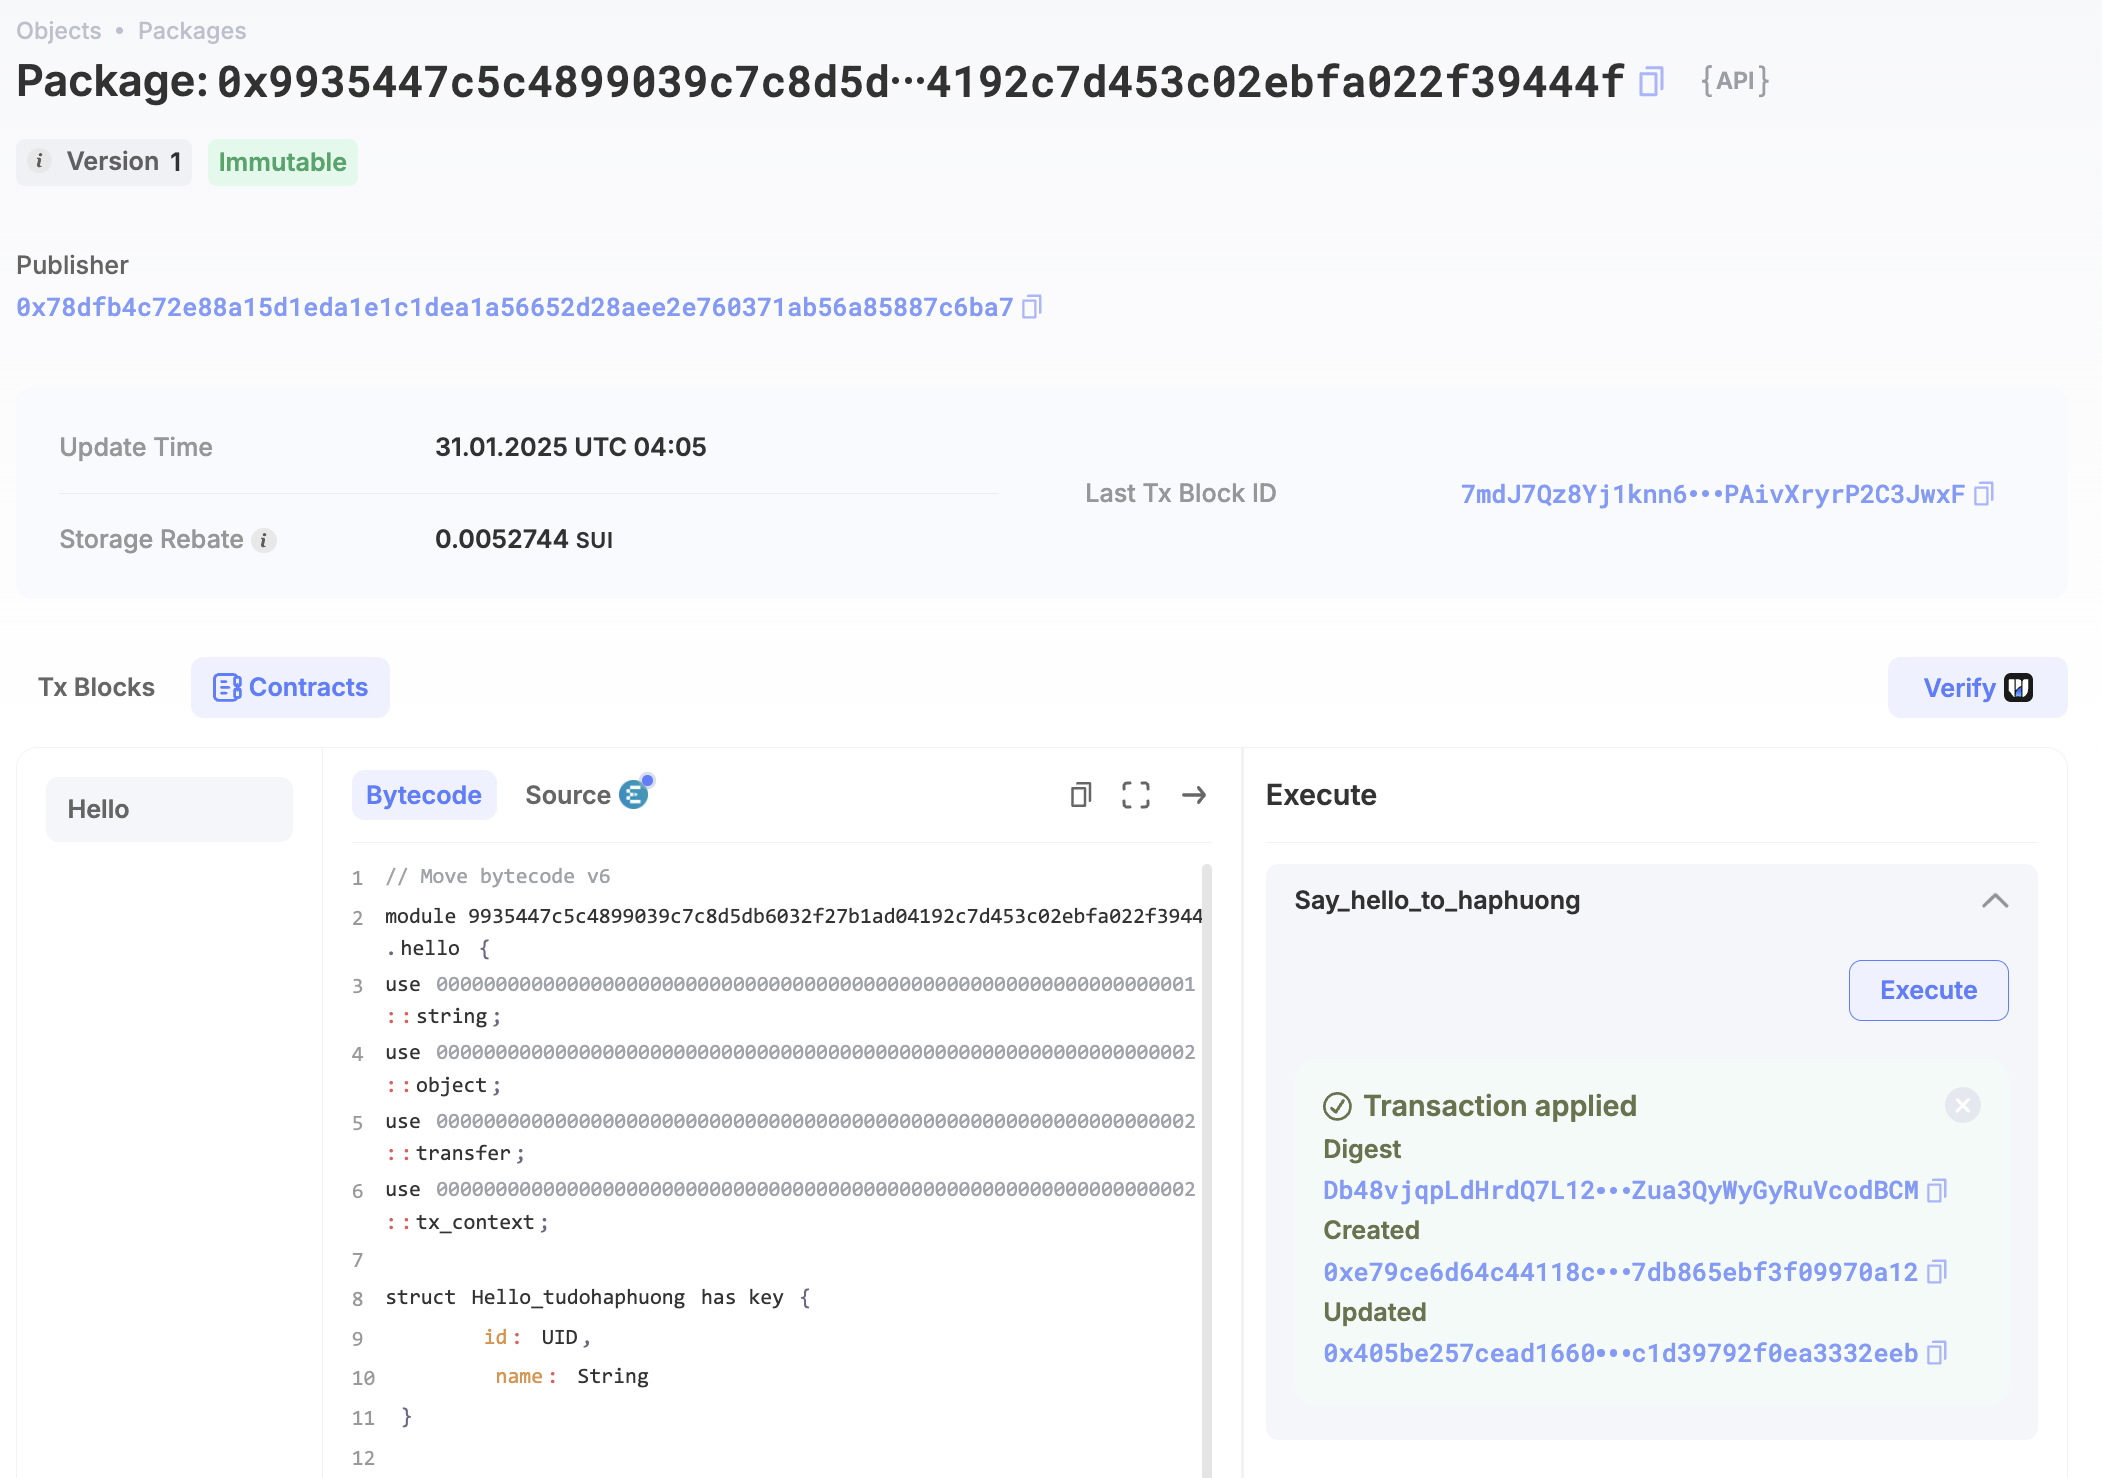 Objects • Packages
Package: 0x9935447c5c4899039c7c8d5d···4192c7d453c02ebfa022f39444f {API}
i Version 1 Immutable
Publisher
0x78dfb4c72e88a15d1eda1e1c1dea1a56652d28aee2e760371ab56a85887c6ba7
Update Time 31.01.2025 UTC 04:05
Storage Rebate i 0.0052744 SUI
Last Tx Block ID 7mdJ7Qz8Yj1knn6•••PAivXryrP2C3JwxF
Tx Blocks Contracts Verify
Hello
Bytecode Source
1 // Move bytecode v6
2 module 9935447c5c4899039c7c8d5db6032f27b1ad04192c7d453c02ebfa022f3944
.hello {
3 use 0000000000000000000000000000000000000000000000000000000000000001
::string;
4 use 0000000000000000000000000000000000000000000000000000000000000002
::object;
5 use 0000000000000000000000000000000000000000000000000000000000000002
::transfer;
6 use 0000000000000000000000000000000000000000000000000000000000000002
::tx_context;
7
8 struct Hello_tudohaphuong has key {
9 id: UID,
10 name: String
11 }
12
Execute
Say_hello_to_haphuong
Execute
Transaction applied
Digest
Db48vjqpLdHrdQ7L12•••Zua3QyWyGyRuVcodBCM
Created
0xe79ce6d64c44118c•••7db865ebf3f09970a12
Updated
0x405be257cead1660•••c1d39792f0ea3332eeb